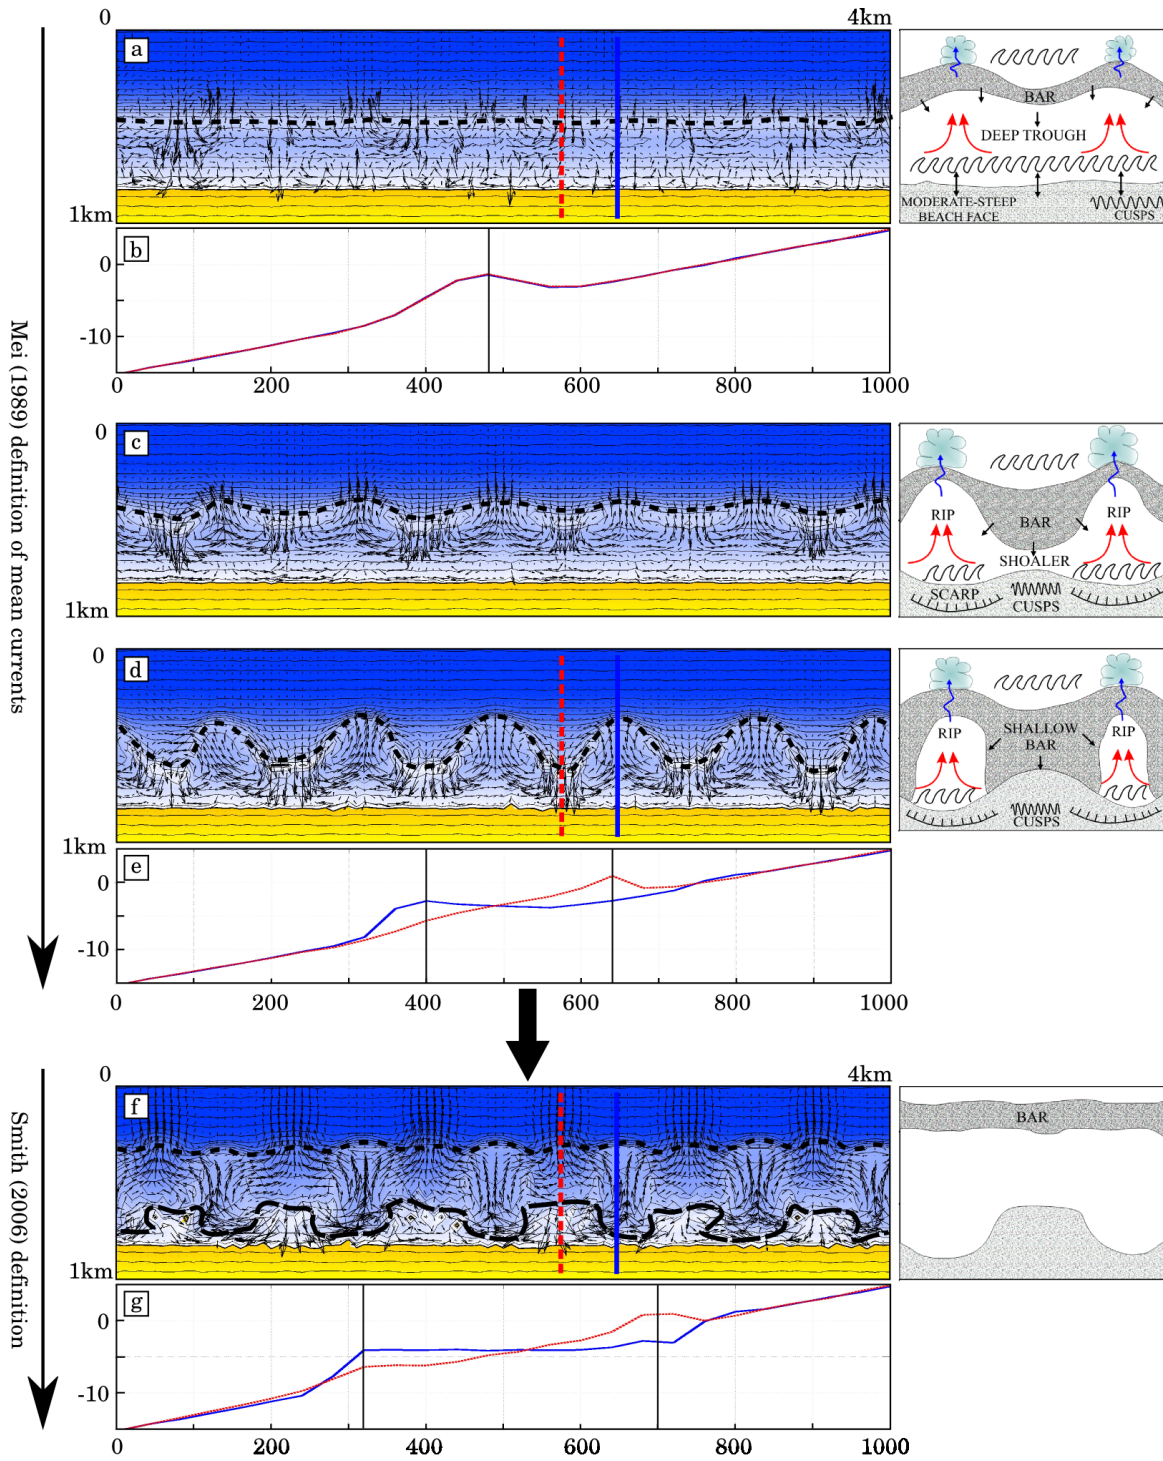 0
4km
a
1km
BAR
DEEP TROUGH
MODERATE-STEEP
BEACH FACE
CUSPS
b
0
-10
0
200
400
600
800
1000
Mei (1989) definition of mean currents
0
c
1km
RIP
BAR
RIP
SHOALER
SCARP
CUSPS
0
d
1km
RIP
SHALLOW
BAR
RIP
CUSPS
e
0
-10
0
200
400
600
800
1000
Smith (2006) definition
0
4km
f
1km
BAR
g
0
-10
0
200
400
600
800
1000